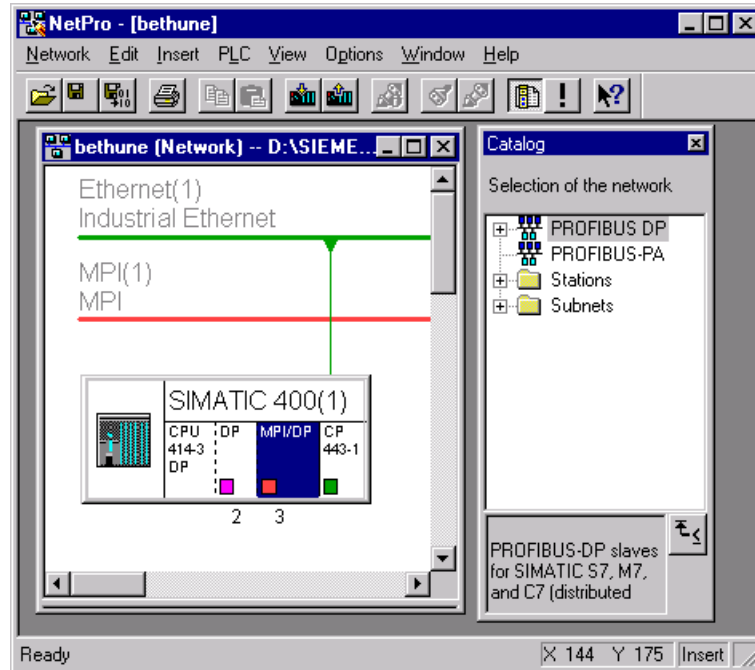 NetPro - [bethune]
Network Edit Insert PLC View Options Window Help
bethune (Network) -- D:\SIEME...
Ethernet(1)
Industrial Ethernet
MPI(1)
MPI
SIMATIC 400(1)
CPU
414-3
DP
DP
MPI/DP
CP
443-1
2 3
Catalog
Selection of the network
PROFIBUS DP
PROFIBUS-PA
Stations
Subnets
PROFIBUS-DP slaves
for SIMATIC S7, M7,
and C7 (distributed
Ready
X 144 Y 175 Insert